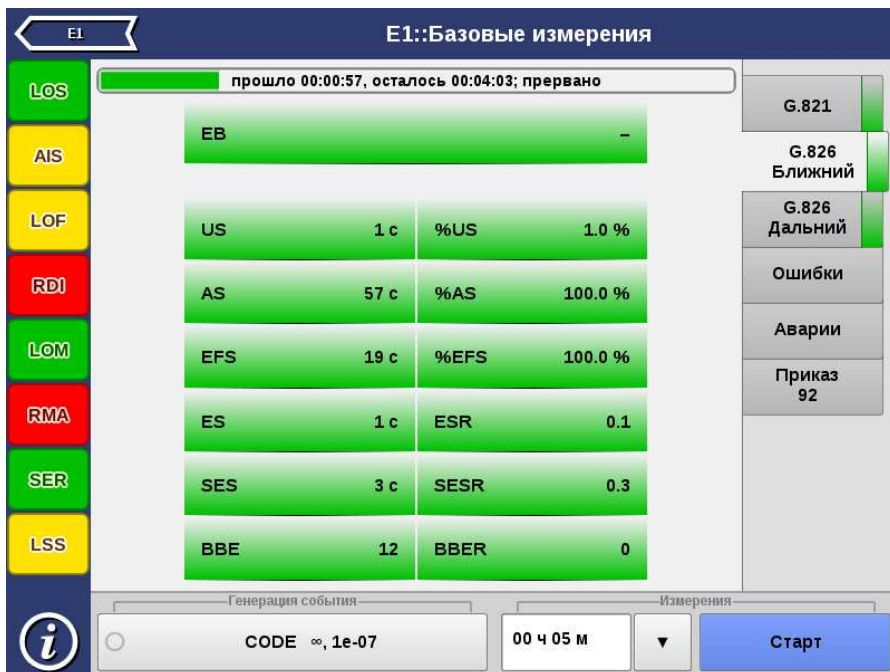 E1
E1::Базовые измерения
LOS
AIS
LOF
RDI
LOM
RMA
SER
LSS
прошло 00:00:57, осталось 00:04:03; прервано
EB –
US 1 с %US 1.0 %
AS 57 с %AS 100.0 %
EFS 19 с %EFS 100.0 %
ES 1 с ESR 0.1
SES 3 с SESR 0.3
BBE 12 BBER 0
G.821
G.826
Ближний
G.826
Дальний
Ошибки
Аварии
Приказ
92
Генерация события
CODE ∞, 1e-07
Измерения
00 ч 05 м ▼
Старт
i